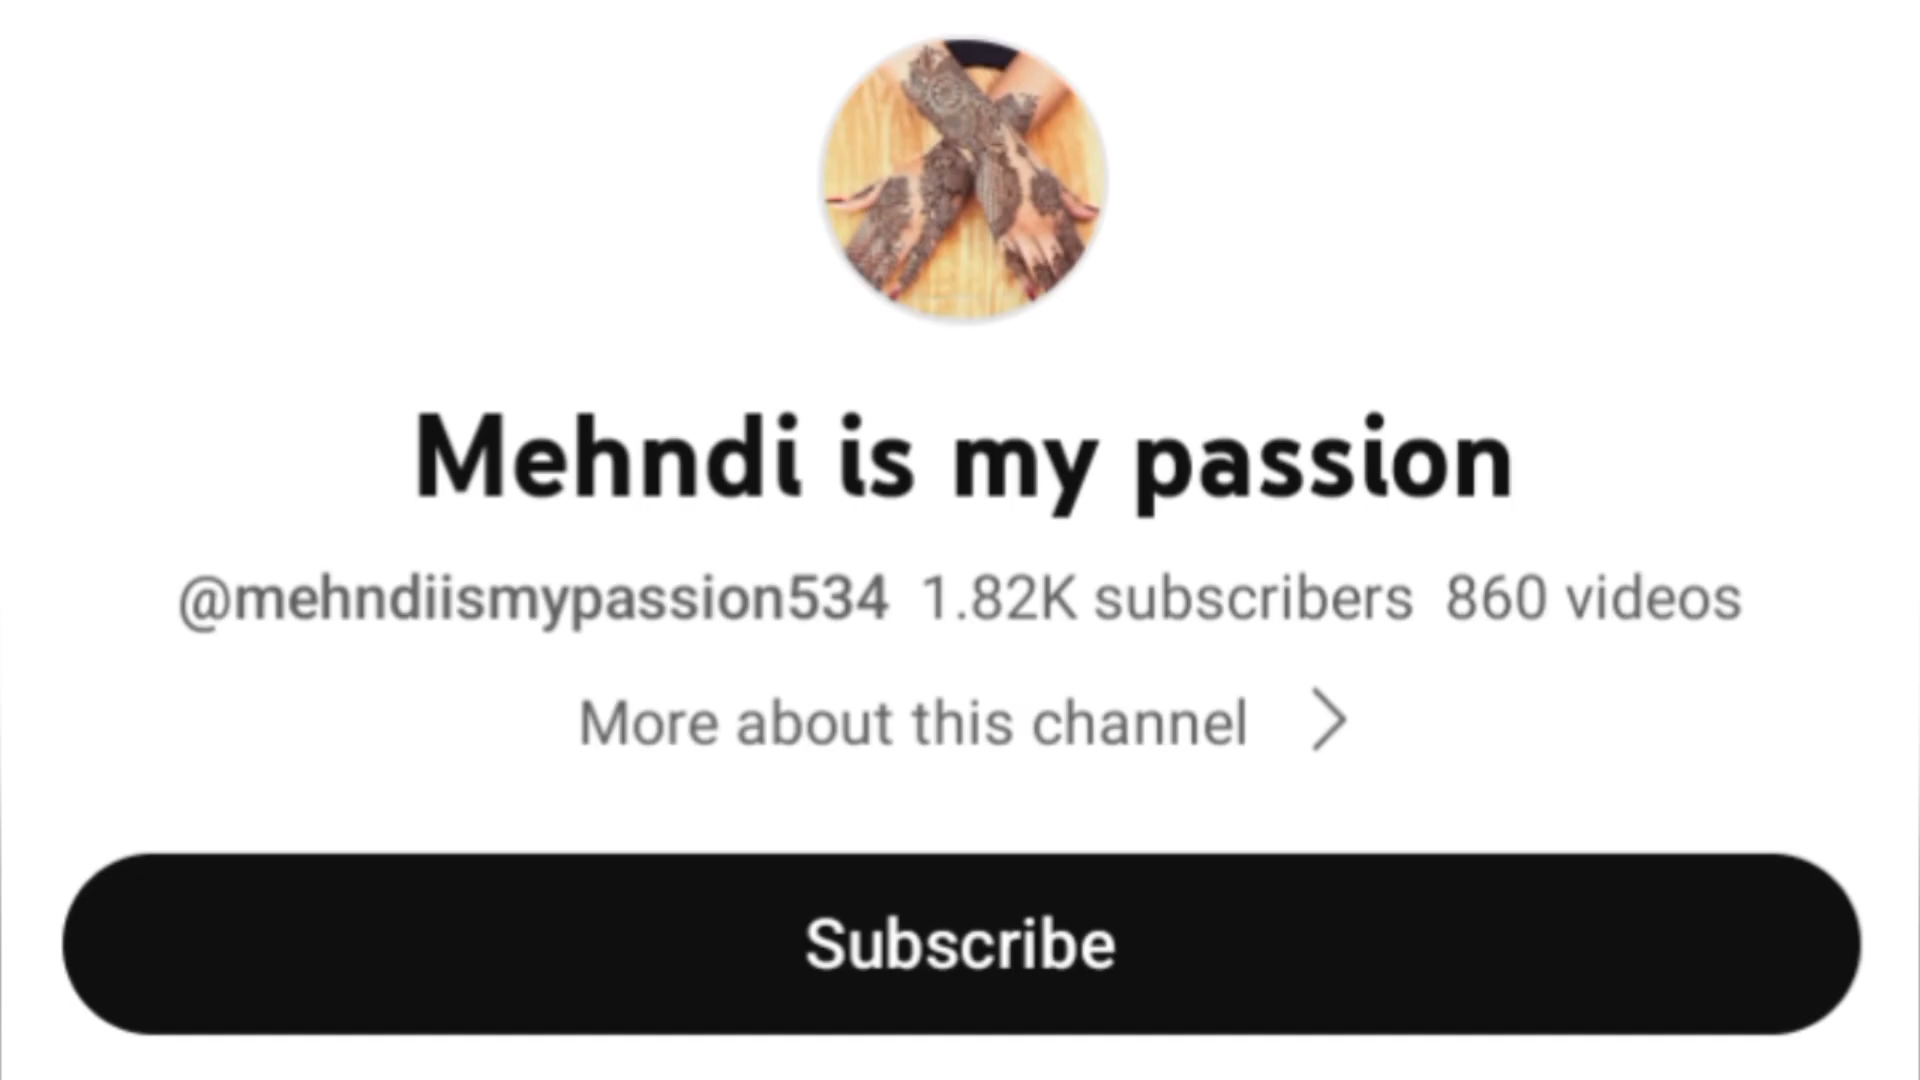 Mehndi is my passion
@mehndiismypassion534 1.82K subscribers 860 videos
More about this channel
Subscribe